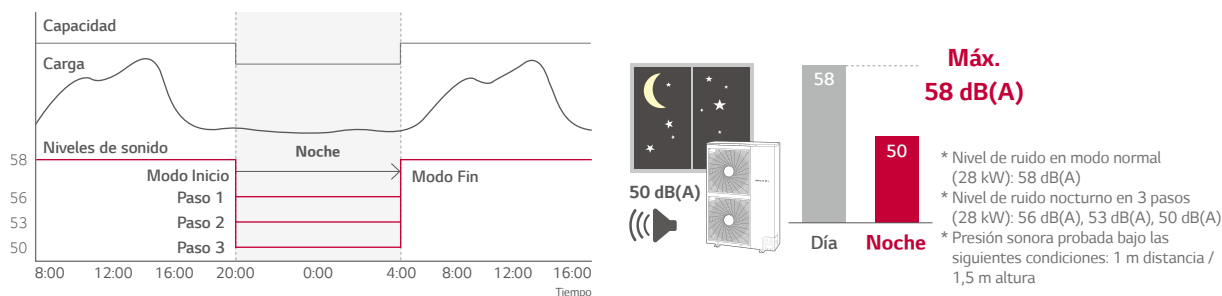 Capacidad
Carga
Niveles de sonido
Noche
58
Modo Inicio
Modo Fin
56
Paso 1
53
Paso 2
50
Paso 3
8:00 12:00 16:00 20:00 0:00 4:00 8:00 12:00 16:00
Tiempo
Máx.
58 dB(A)
58
50
50 dB(A)
Día
Noche
* Nivel de ruido en modo normal
(28 kW): 58 dB(A)
* Nivel de ruido nocturno en 3 pasos
(28 kW): 56 dB(A), 53 dB(A), 50 dB(A)
* Presión sonora probada bajo las
siguientes condiciones: 1 m distancia /
1,5 m altura